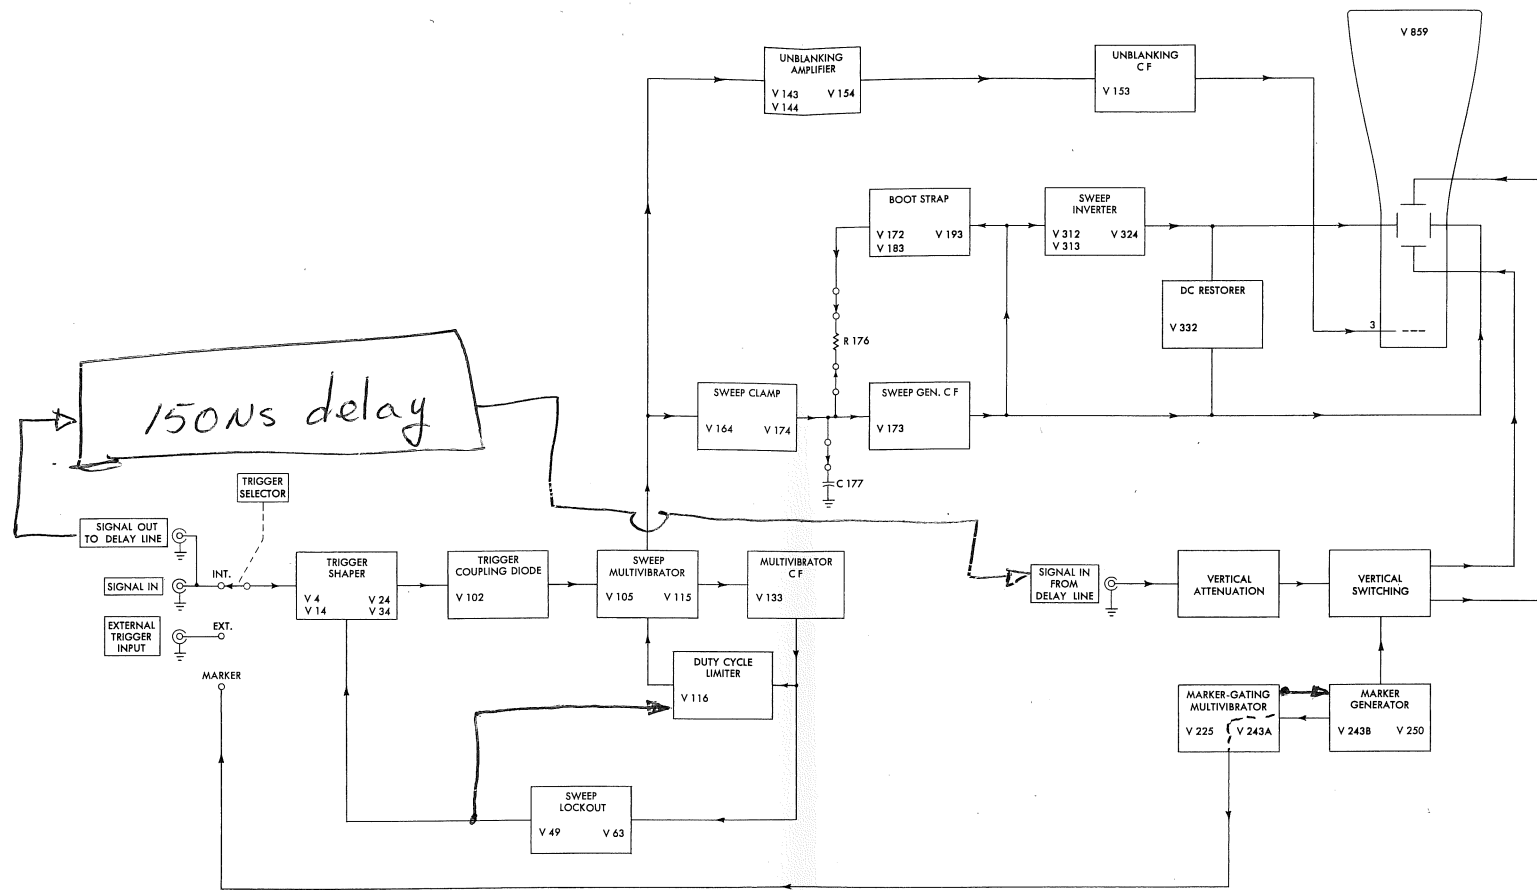 V 859
UNBLANKING
AMPLIFIER
V 143 V 154
V 144
UNBLANKING
C F
V 153
BOOT STRAP
V 172 V 193
V 183
SWEEP
INVERTER
V 312 V 324
V 313
DC RESTORER
V 332
3
R 176
SWEEP CLAMP
V 164 V 174
SWEEP GEN. C F
V 173
C 177
150Ns delay
TRIGGER
SELECTOR
SIGNAL OUT
TO DELAY LINE
SIGNAL IN
INT.
EXTERNAL
TRIGGER
INPUT
EXT.
MARKER
TRIGGER
SHAPER
V 4 V 24
V 14 V 34
TRIGGER
COUPLING DIODE
V 102
SWEEP
MULTIVIBRATOR
V 105 V 115
MULTIVIBRATOR
C F
V 133
DUTY CYCLE
LIMITER
V 116
SWEEP
LOCKOUT
V 49 V 63
SIGNAL IN
FROM
DELAY LINE
VERTICAL
ATTENUATION
VERTICAL
SWITCHING
MARKER-GATING
MULTIVIBRATOR
V 225 V 243A
MARKER
GENERATOR
V 243B V 250